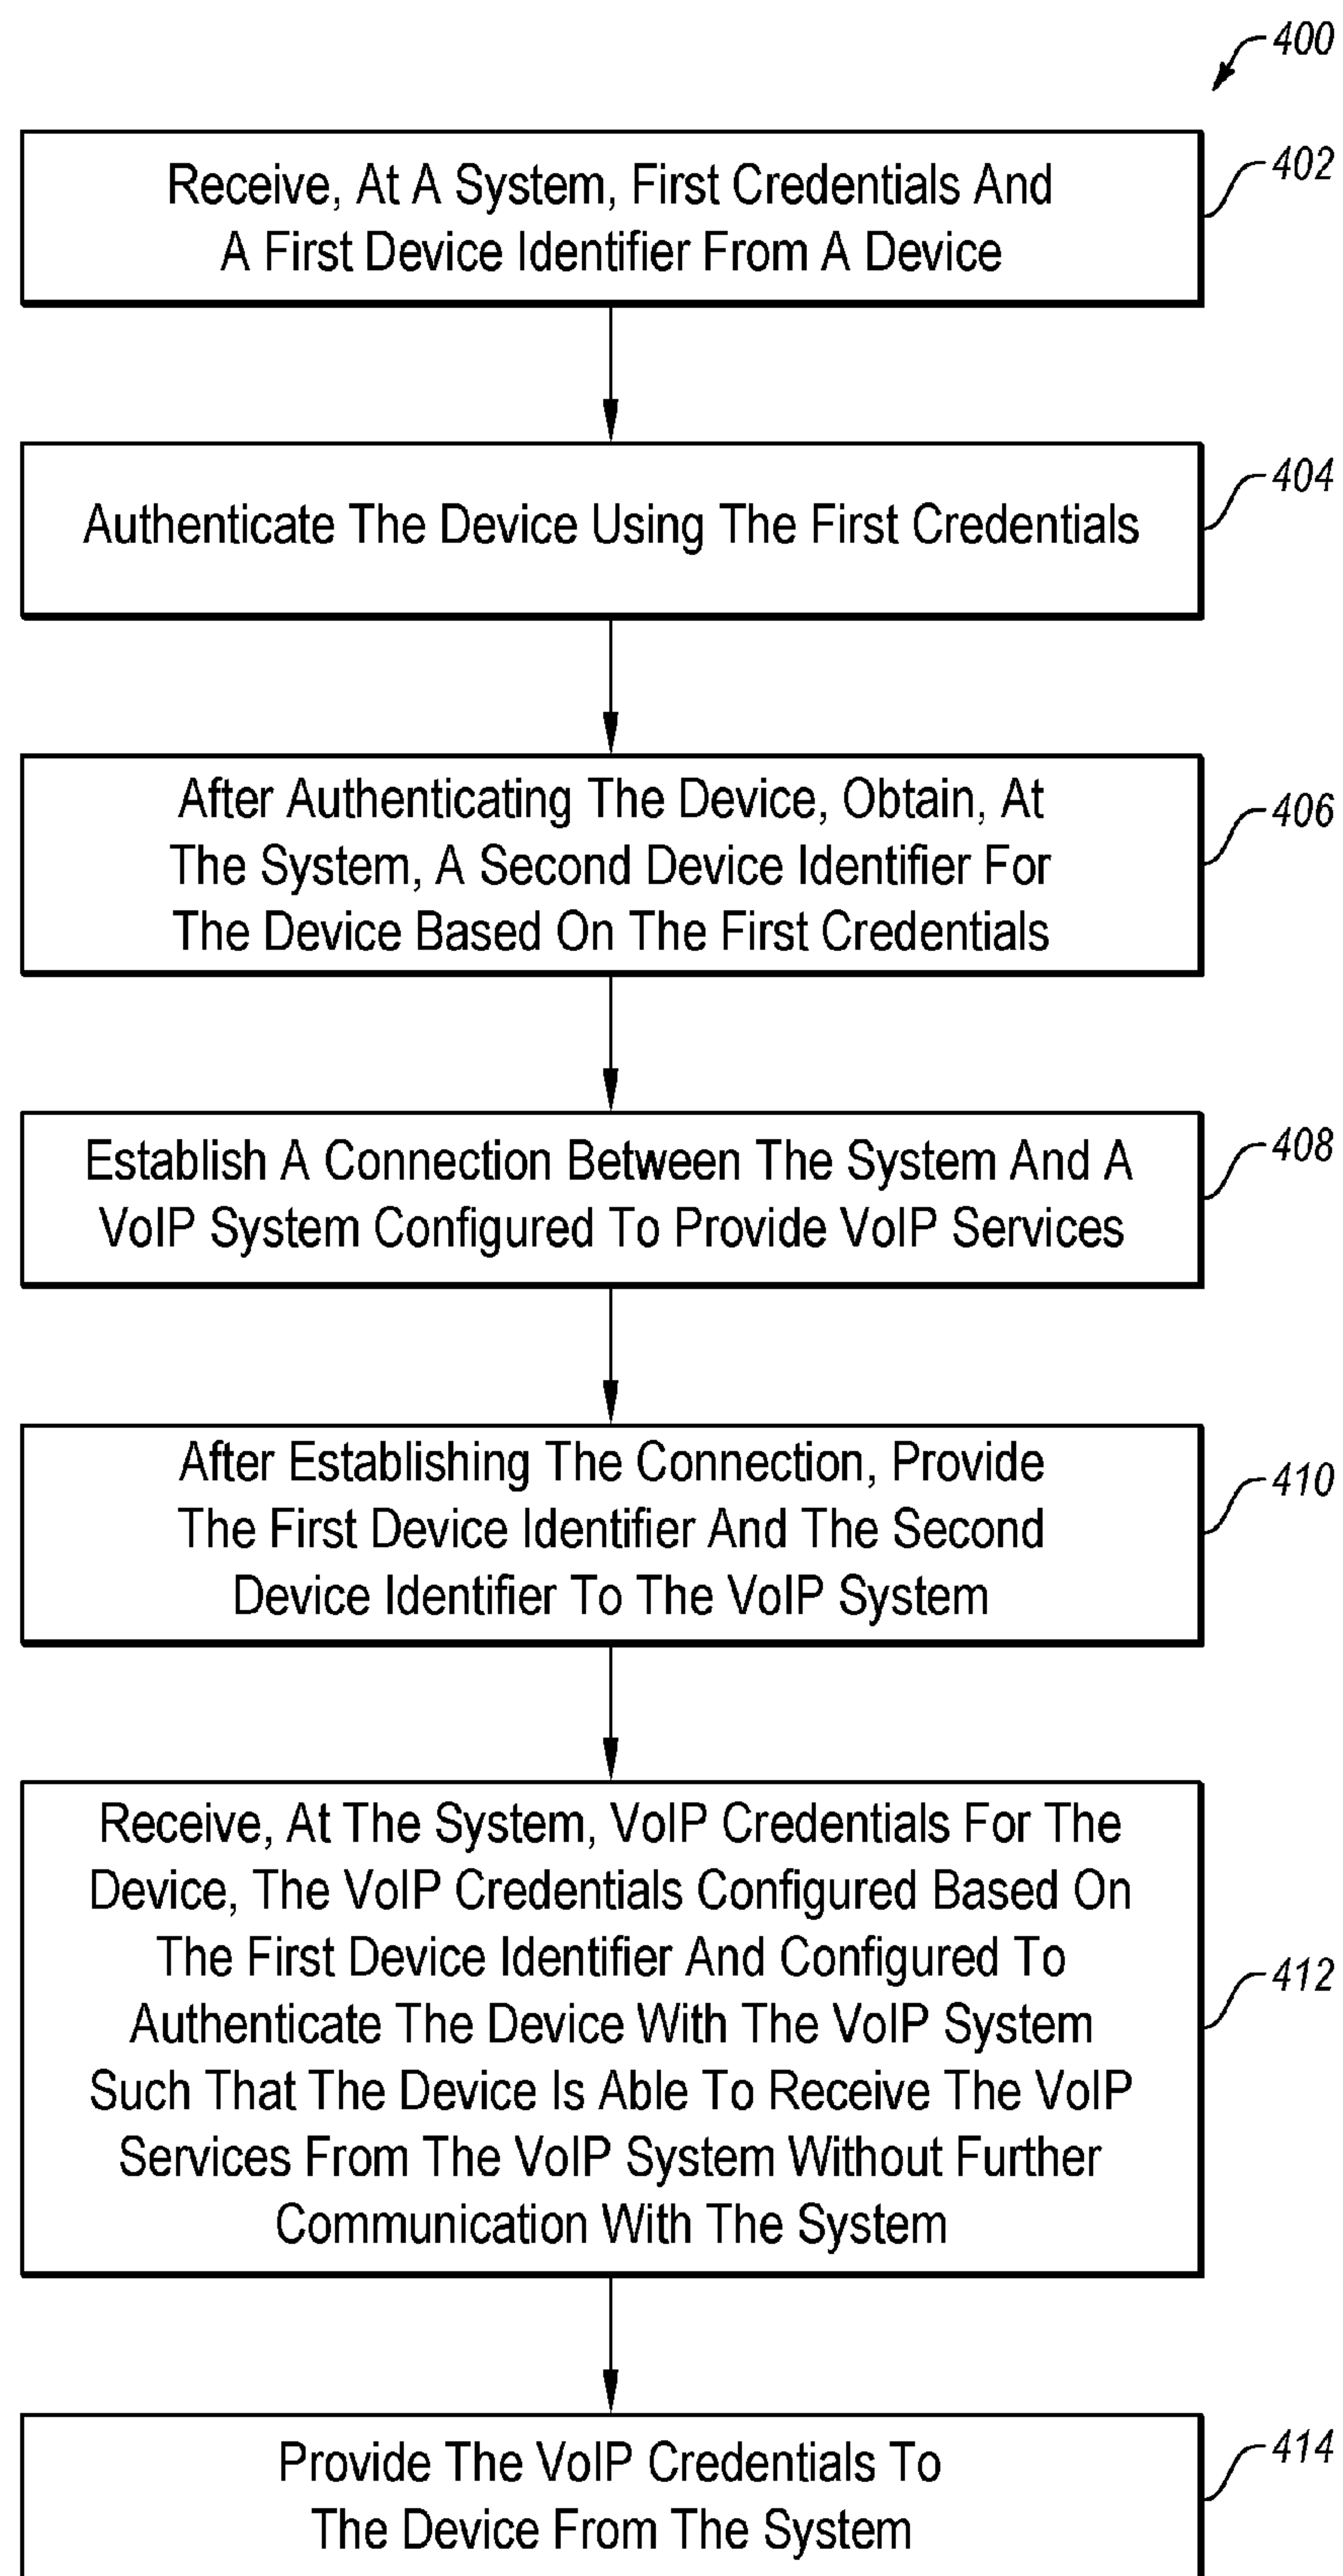 400
Receive, At A System, First Credentials And
A First Device Identifier From A Device
402
Authenticate The Device Using The First Credentials
404
After Authenticating The Device, Obtain, At
The System, A Second Device Identifier For
The Device Based On The First Credentials
406
Establish A Connection Between The System And A
VoIP System Configured To Provide VoIP Services
408
After Establishing The Connection, Provide
The First Device Identifier And The Second
Device Identifier To The VoIP System
410
Receive, At The System, VoIP Credentials For The
Device, The VoIP Credentials Configured Based On
The First Device Identifier And Configured To
Authenticate The Device With The VoIP System
Such That The Device Is Able To Receive The VoIP
Services From The VoIP System Without Further
Communication With The System
412
Provide The VoIP Credentials To
The Device From The System
414